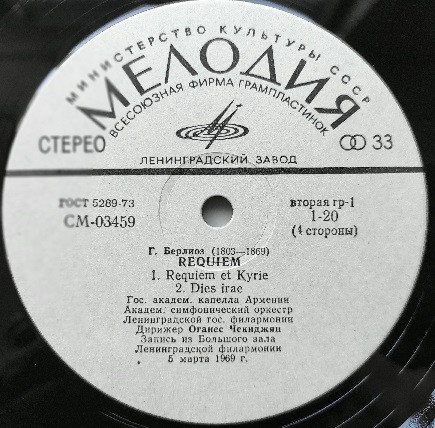 МИНИСТЕРСТВО КУЛЬТУРЫ СССР
МЕЛОДИЯ
ВСЕСОЮЗНАЯ ФИРМА ГРАМПЛАСТИНОК
СТЕРЕО
33
ЛЕНИНГРАДСКИЙ ЗАВОД
ГОСТ 5289-73
СМ-03459
вторая гр-1
1-20
(4 стороны)
Г. Берлиоз (1803—1869)
REQUIEM
1. Requiem et Kyrie
2. Dies irae
Гос. академ. капелла Армении
Академ. симфонический оркестр
Ленинградской гос. филармонии
Дирижер Оганес Чекиджян
Запись из Большого зала
Ленинградской филармонии
5 марта 1969 г.